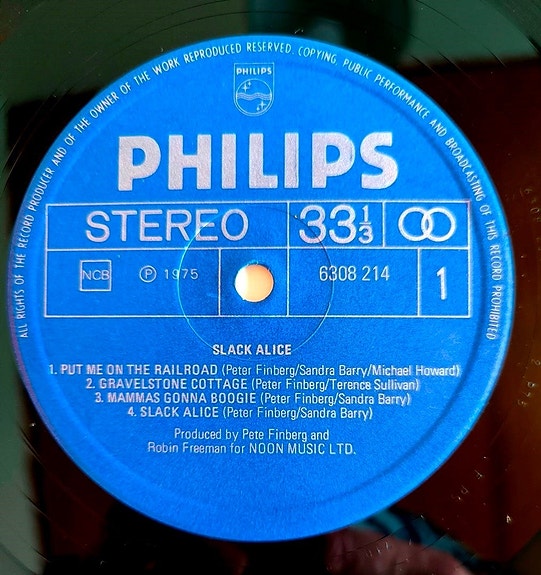 ALL RIGHTS OF THE RECORD PRODUCER AND OF THE OWNER OF THE WORK REPRODUCED RESERVED. COPYING, PUBLIC PERFORMANCE AND BROADCASTING OF THIS RECORD PROHIBITED
PHILIPS
PHILIPS
STEREO 33⅓
NCB ℗ 1975 6308 214 1
SLACK ALICE
1. PUT ME ON THE RAILROAD (Peter Finberg/Sandra Barry/Michael Howard)
2. GRAVELSTONE COTTAGE (Peter Finberg/Terence Sullivan)
3. MAMMAS GONNA BOOGIE (Peter Finberg/Sandra Barry)
4. SLACK ALICE (Peter Finberg/Sandra Barry)
Produced by Pete Finberg and
Robin Freeman for NOON MUSIC LTD.